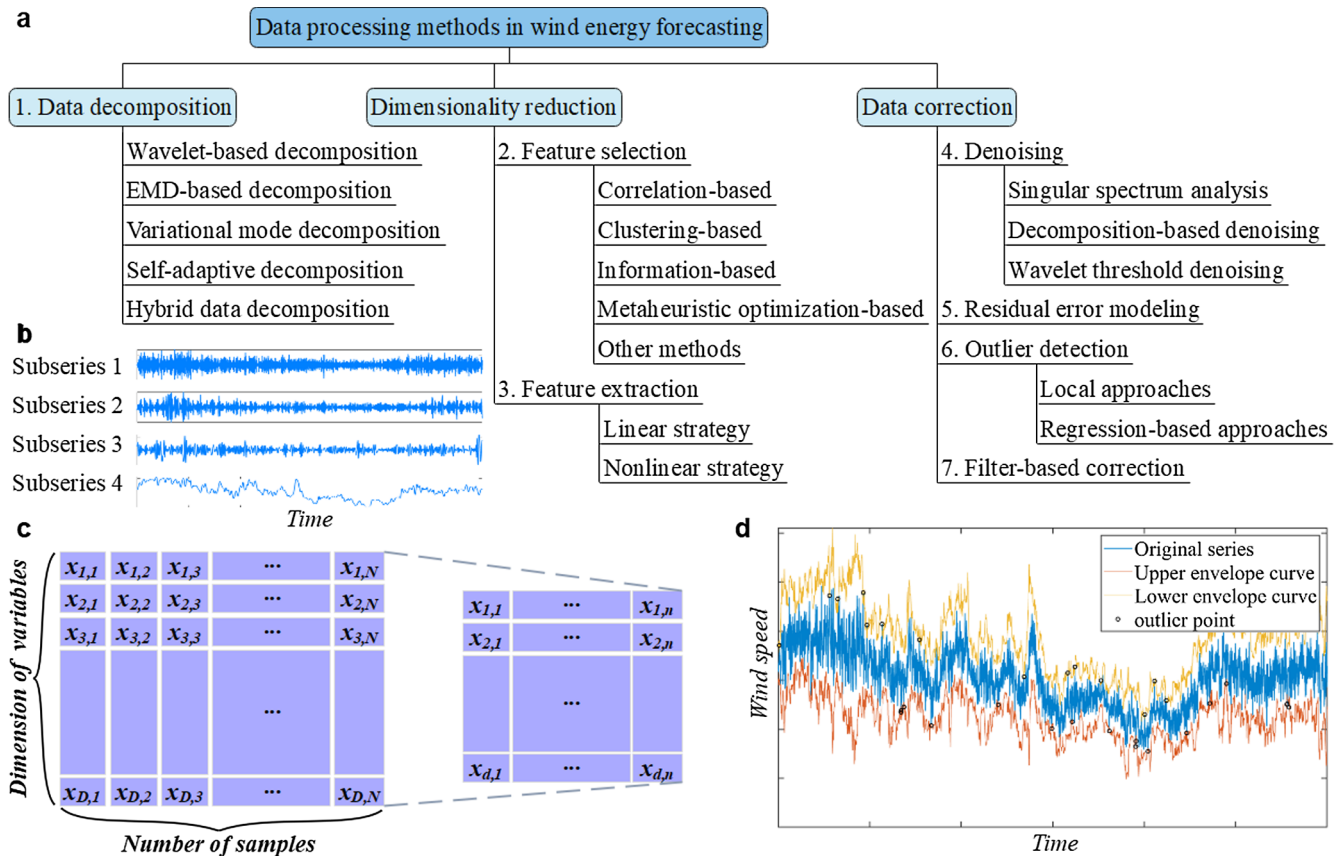 a
Data processing methods in wind energy forecasting
1. Data decomposition
Wavelet-based decomposition
EMD-based decomposition
Variational mode decomposition
Self-adaptive decomposition
Hybrid data decomposition
Dimensionality reduction
2. Feature selection
Correlation-based
Clustering-based
Information-based
Metaheuristic optimization-based
Other methods
3. Feature extraction
Linear strategy
Nonlinear strategy
Data correction
4. Denoising
Singular spectrum analysis
Decomposition-based denoising
Wavelet threshold denoising
5. Residual error modeling
6. Outlier detection
Local approaches
Regression-based approaches
7. Filter-based correction
b
Subseries 1
Subseries 2
Subseries 3
Subseries 4
Time
c
Dimension of variables
x1,1 x1,2 x1,3 ... x1,N
x2,1 x2,2 x2,3 ... x2,N
x3,1 x3,2 x3,3 ... x3,N
...
xD,1 xD,2 xD,3 ... xD,N
Number of samples
x1,1 ... x1,n
x2,1 ... x2,n
...
xd,1 ... xd,n
d
Wind speed
Original series
Upper envelope curve
Lower envelope curve
outlier point
Time